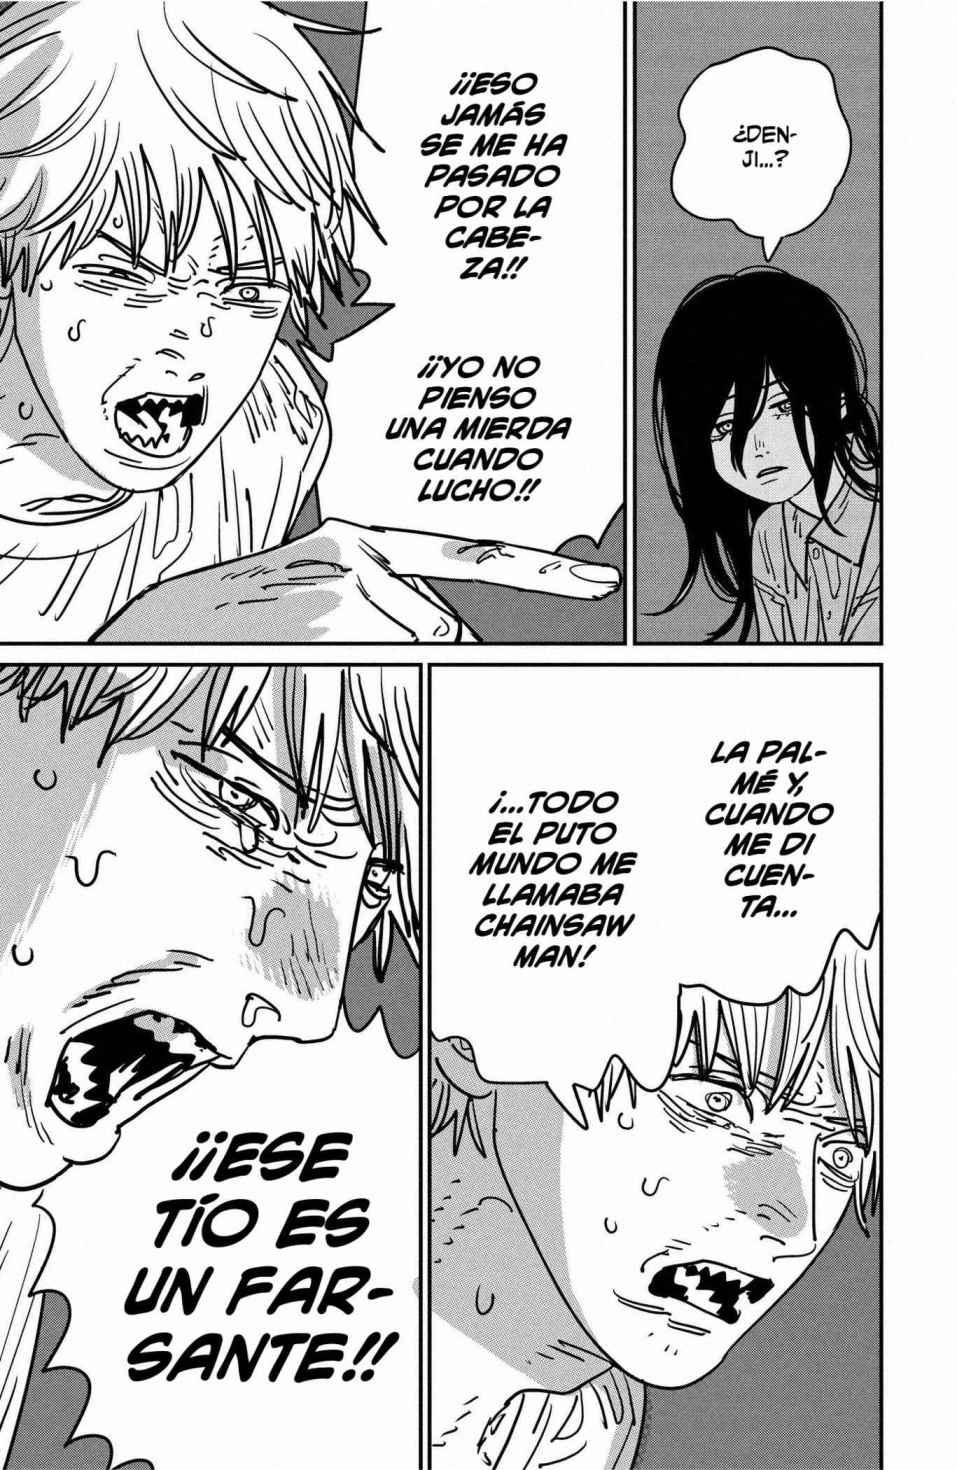 ¿DEN-
JI...?
¡¡ESO
JAMÁS
SE ME HA
PASADO
POR LA
CABE-
ZA!!
¡¡YO NO
PIENSO
UNA MIERDA
CUANDO
LUCHO!!
LA PAL-
MÉ Y,
CUANDO
ME DI
CUEN-
TA...
¡...TODO
EL PUTO
MUNDO ME
LLAMABA
CHAINSAW
MAN!
¡¡ESE
TÍO ES
UN FAR-
SANTE!!